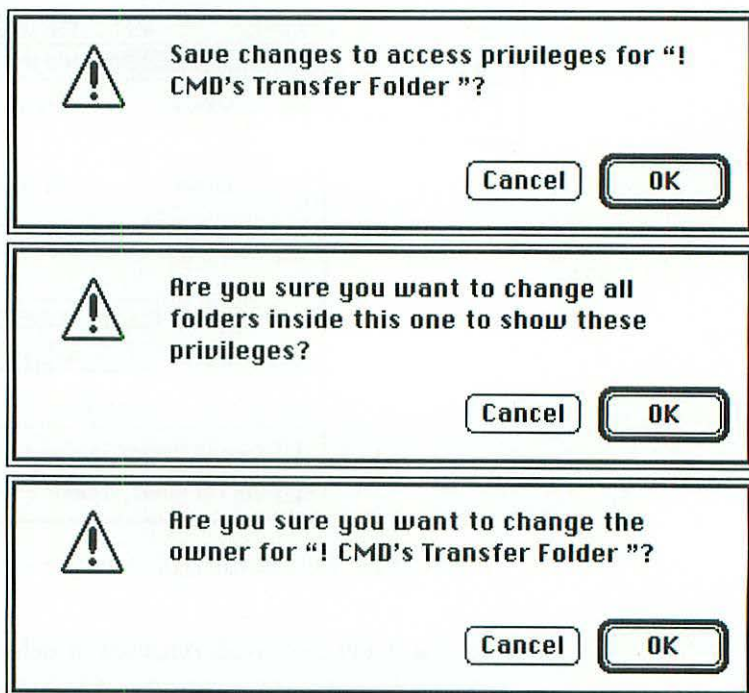 Save changes to access privileges for “!
CMD's Transfer Folder ”?
Cancel
OK
Are you sure you want to change all
folders inside this one to show these
privileges?
Cancel
OK
Are you sure you want to change the
owner for “! CMD's Transfer Folder ”?
Cancel
OK